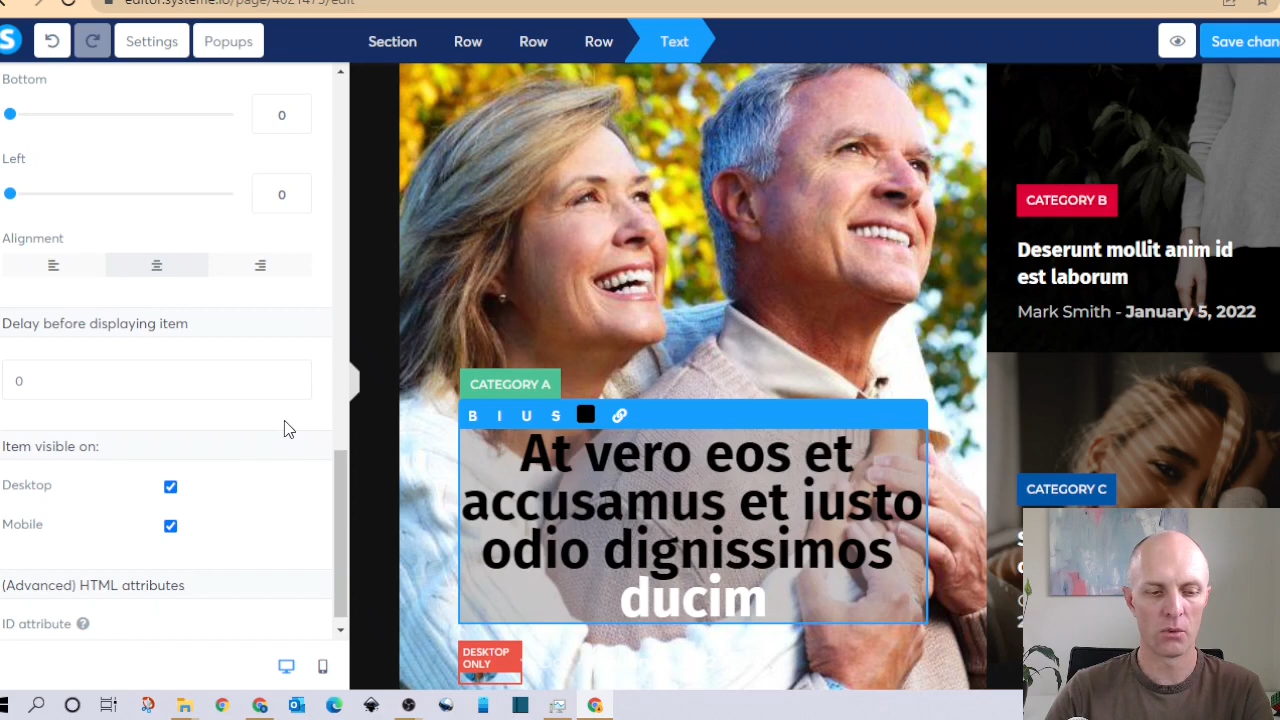 editor.systeme.io/page/4021475/edit
S
Settings
Popups
Section
Row
Row
Row
Text
Save chan
Bottom
0
Left
0
Alignment
Delay before displaying item
0
Item visible on:
Desktop
Mobile
(Advanced) HTML attributes
ID attribute ?
CATEGORY A
B I U S
At vero eos et
accusamus et iusto
odio dignissimos
ducim
DESKTOP
ONLY
CATEGORY B
Deserunt mollit anim id
est laborum
Mark Smith - January 5, 2022
CATEGORY C